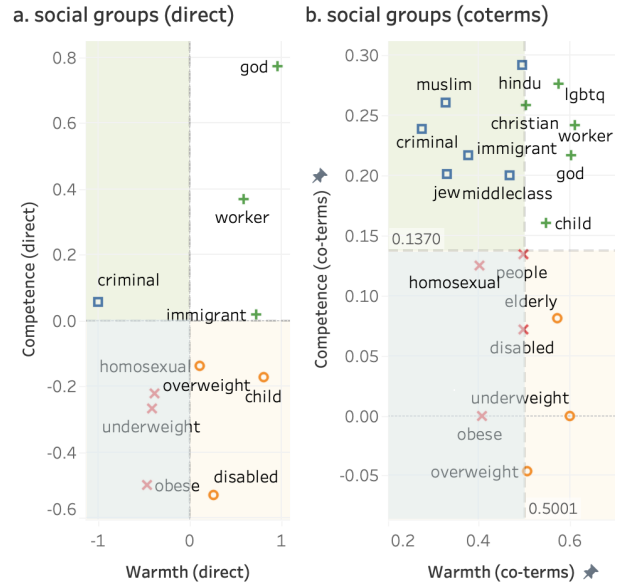 a. social groups (direct)
b. social groups (coterms)
Competence (direct)
0.8
0.6
0.4
0.2
0.0
-0.2
-0.4
-0.6
god
worker
criminal
immigrant
homosexual
overweight
child
underweight
obese
disabled
-1
0
1
Warmth (direct)
Competence (co-terms)
0.30
0.25
0.20
0.15
0.10
0.05
0.00
-0.05
hindu
muslim
lgbtq
christian
worker
criminal
immigrant
god
jew
middleclass
child
0.1370
people
homosexual
elderly
disabled
underweight
obese
overweight
0.5001
0.2
0.4
0.6
Warmth (co-terms)